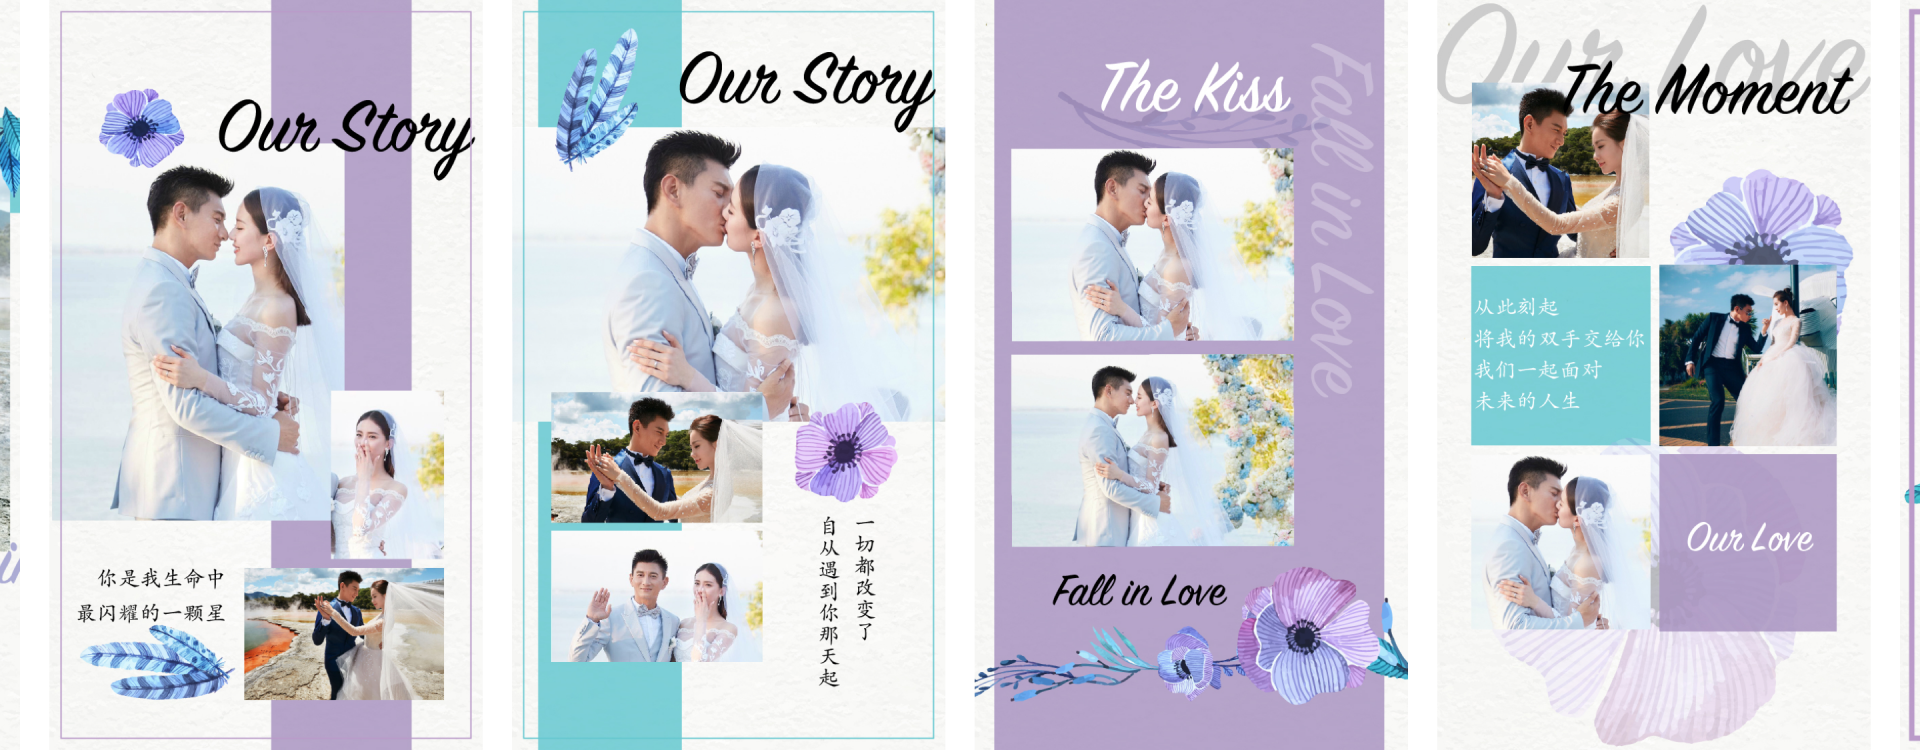 Our Story
你是我生命中
最闪耀的一颗星
Our Story
一切都改变了
自从遇到你那天起
The Kiss
Fall in Love
Fall in Love
Our Love
The Moment
从此刻起
将我的双手交给你
我们一起面对
未来的人生
Our Love